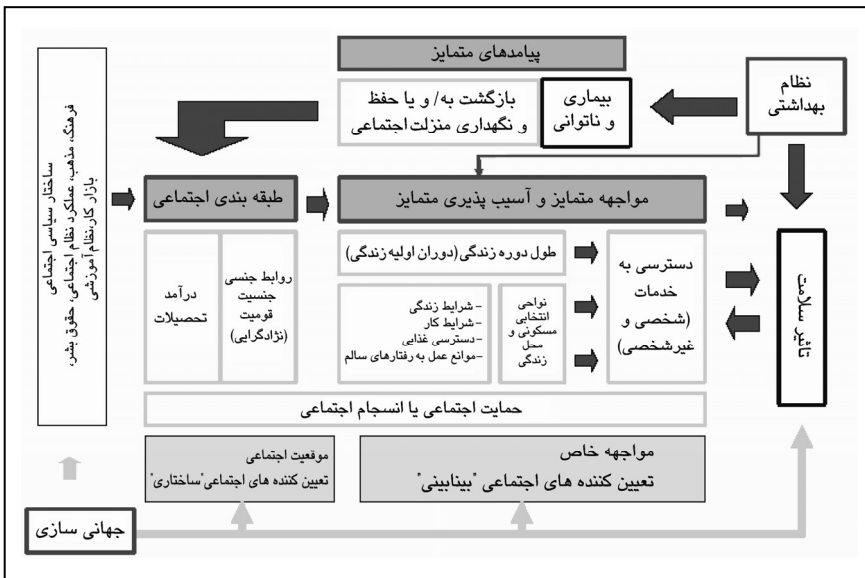 پیامدهای متمایز
نظام
بهداشتی
بیماری
و ناتوانی
بازگشت به/ و یا حفظ
و نگهداری منزلت اجتماعی
ساختار سیاسی اجتماعی
فرهنگ، مذهب، عملکرد نظام اجتماعی، حقوق بشر،
بازار کار،نظام آموزشی
طبقه بندی اجتماعی
مواجهه متمایز و آسیب پذیری متمایز
روابط جنسی
جنسیت
قومیت
(نژادگرایی)
درآمد
تحصیلات
طول دوره زندگی(دوران اولیه زندگی)
- شرایط زندگی
- شرایط کار
-دسترسی غذایی
-موانع عمل به رفتارهای سالم
نواحی
انتخابی
مسکونی و
محل
زندگی
دسترسی به
خدمات
(شخصی و
غیرشخصی)
تاثیر سلامت
حمایت اجتماعی یا انسجام اجتماعی
موقعیت اجتماعی
تعیین کننده های اجتماعی"ساختاری"
مواجهه خاص
تعیین کننده های اجتماعی "بینابینی"
جهانی سازی